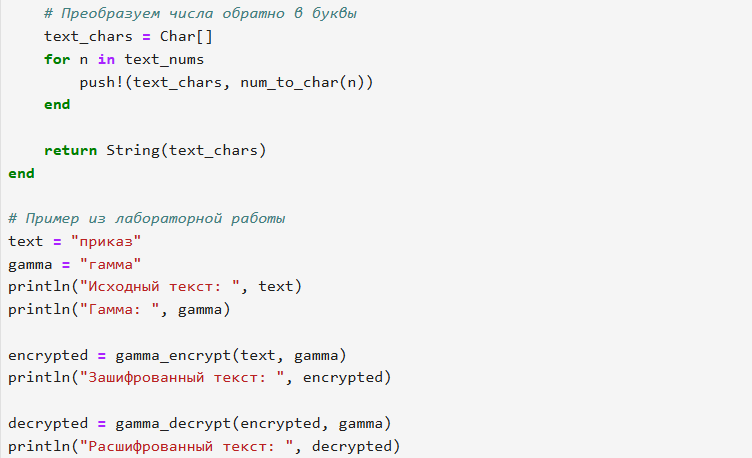 # Преобразуем числа обратно в буквы
    text_chars = Char[]
    for n in text_nums
        push!(text_chars, num_to_char(n))
    end

    return String(text_chars)
end

# Пример из лабораторной работы
text = "приказ"
gamma = "гамма"
println("Исходный текст: ", text)
println("Гамма: ", gamma)

encrypted = gamma_encrypt(text, gamma)
println("Зашифрованный текст: ", encrypted)

decrypted = gamma_decrypt(encrypted, gamma)
println("Расшифрованный текст: ", decrypted)